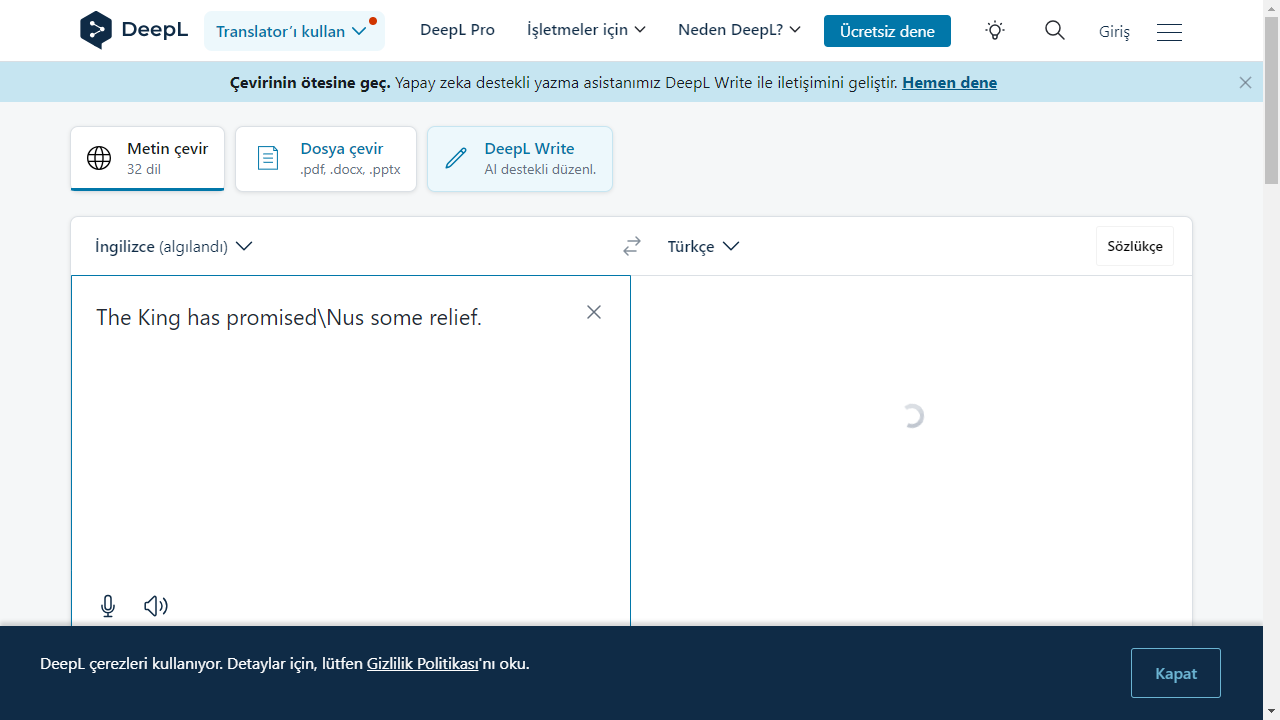 DeepL
Translator´ı kullan
DeepL Pro
İşletmeler için
Neden DeepL?
Ücretsiz dene
Giriş
Çevirinin ötesine geç. Yapay zeka destekli yazma asistanımız DeepL Write ile iletişimini geliştir. Hemen dene
Metin çevir
32 dil
Dosya çevir
.pdf, .docx, .pptx
DeepL Write
AI destekli düzenl.
İngilizce (algılandı)
Türkçe
Sözlükçe
The King has promised\Nus some relief.
DeepL çerezleri kullanıyor. Detaylar için, lütfen Gizlilik Politikası'nı oku.
Kapat